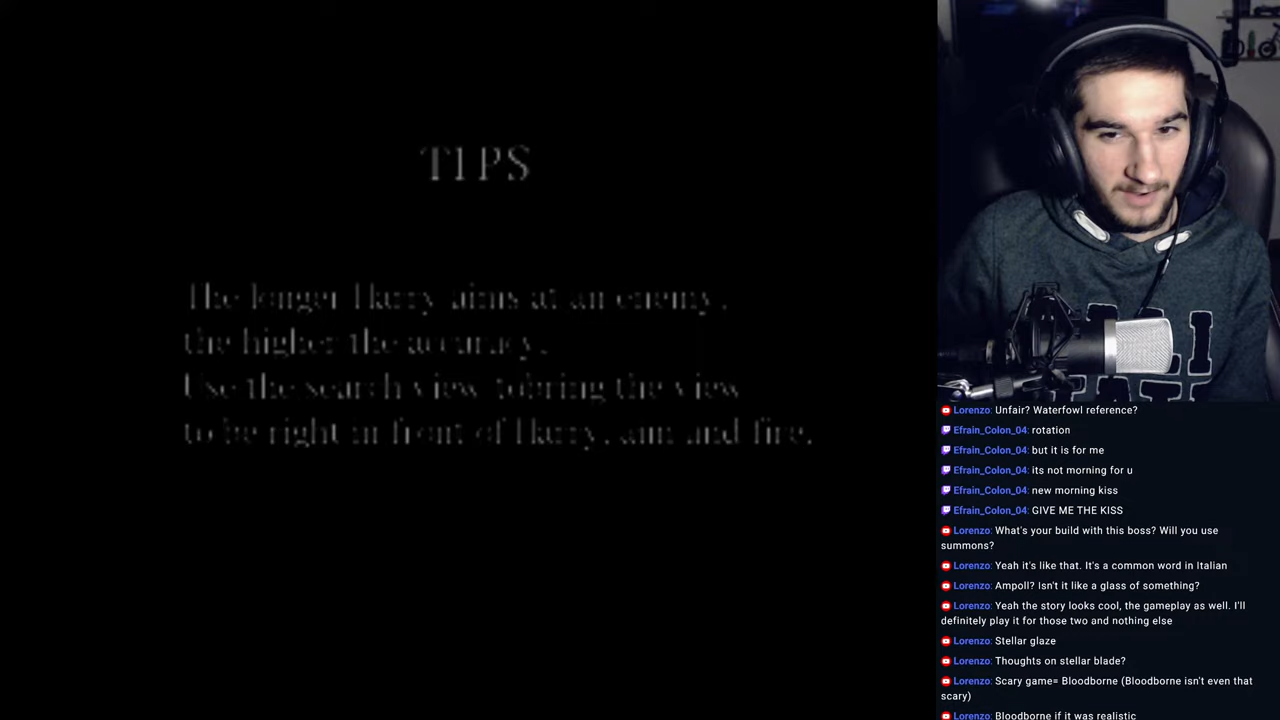 TIPS
The longer Harry aims at an enemy,
the higher the accuracy.
Use the search view tobring the view
to be right in front of Harry, aim and fire.
Lorenzo: Unfair? Waterfowl reference?
Efrain_Colon_04: rotation
Efrain_Colon_04: but it is for me
Efrain_Colon_04: its not morning for u
Efrain_Colon_04: new morning kiss
Efrain_Colon_04: GIVE ME THE KISS
Lorenzo: What's your build with this boss? Will you use
summons?
Lorenzo: Yeah it's like that. It's a common word in Italian
Lorenzo: Ampoll? Isn't it like a glass of something?
Lorenzo: Yeah the story looks cool, the gameplay as well. I'll
definitely play it for those two and nothing else
Lorenzo: Stellar glaze
Lorenzo: Thoughts on stellar blade?
Lorenzo: Scary game= Bloodborne (Bloodborne isn't even that
scary)
Lorenzo: Bloodborne if it was realistic